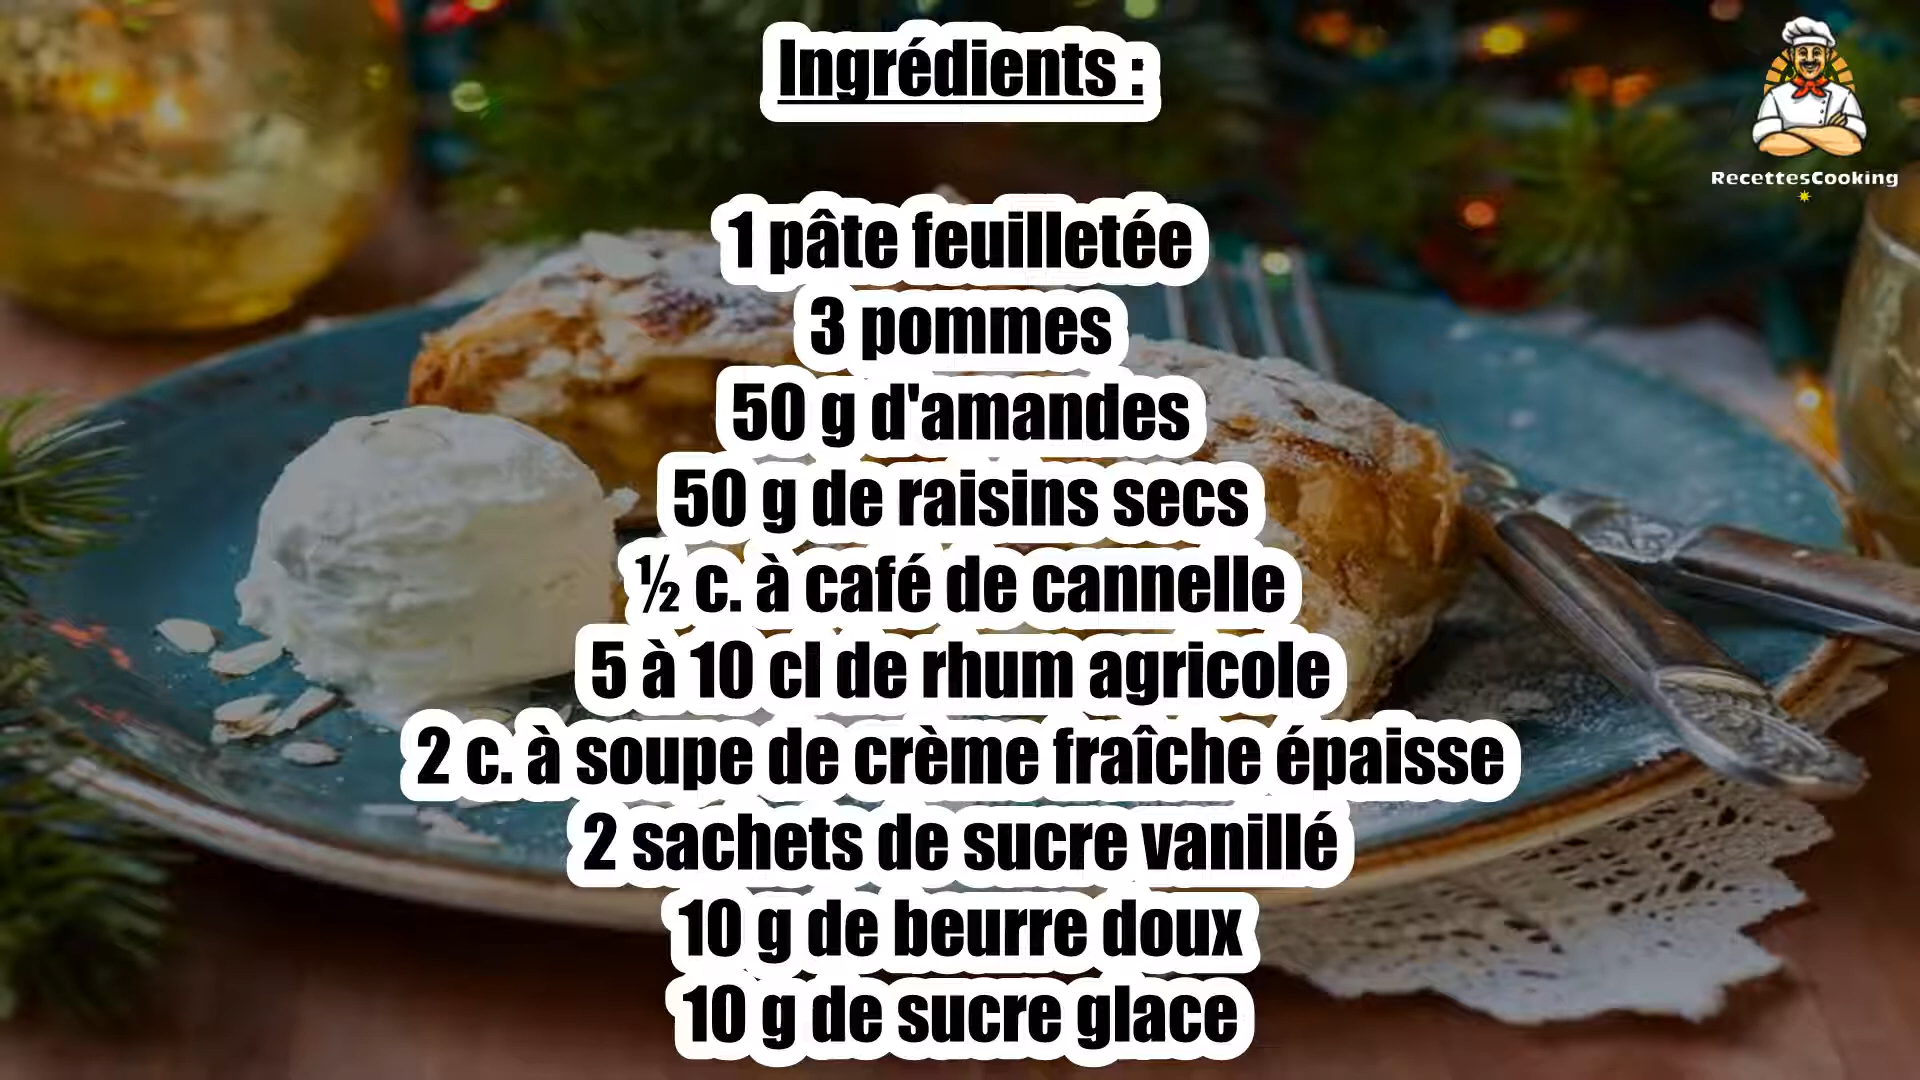 Ingrédients :
RecettesCooking
1 pâte feuilletée
3 pommes
50 g d'amandes
50 g de raisins secs
½ c. à café de cannelle
5 à 10 cl de rhum agricole
2 c. à soupe de crème fraîche épaisse
2 sachets de sucre vanillé
10 g de beurre doux
10 g de sucre glace